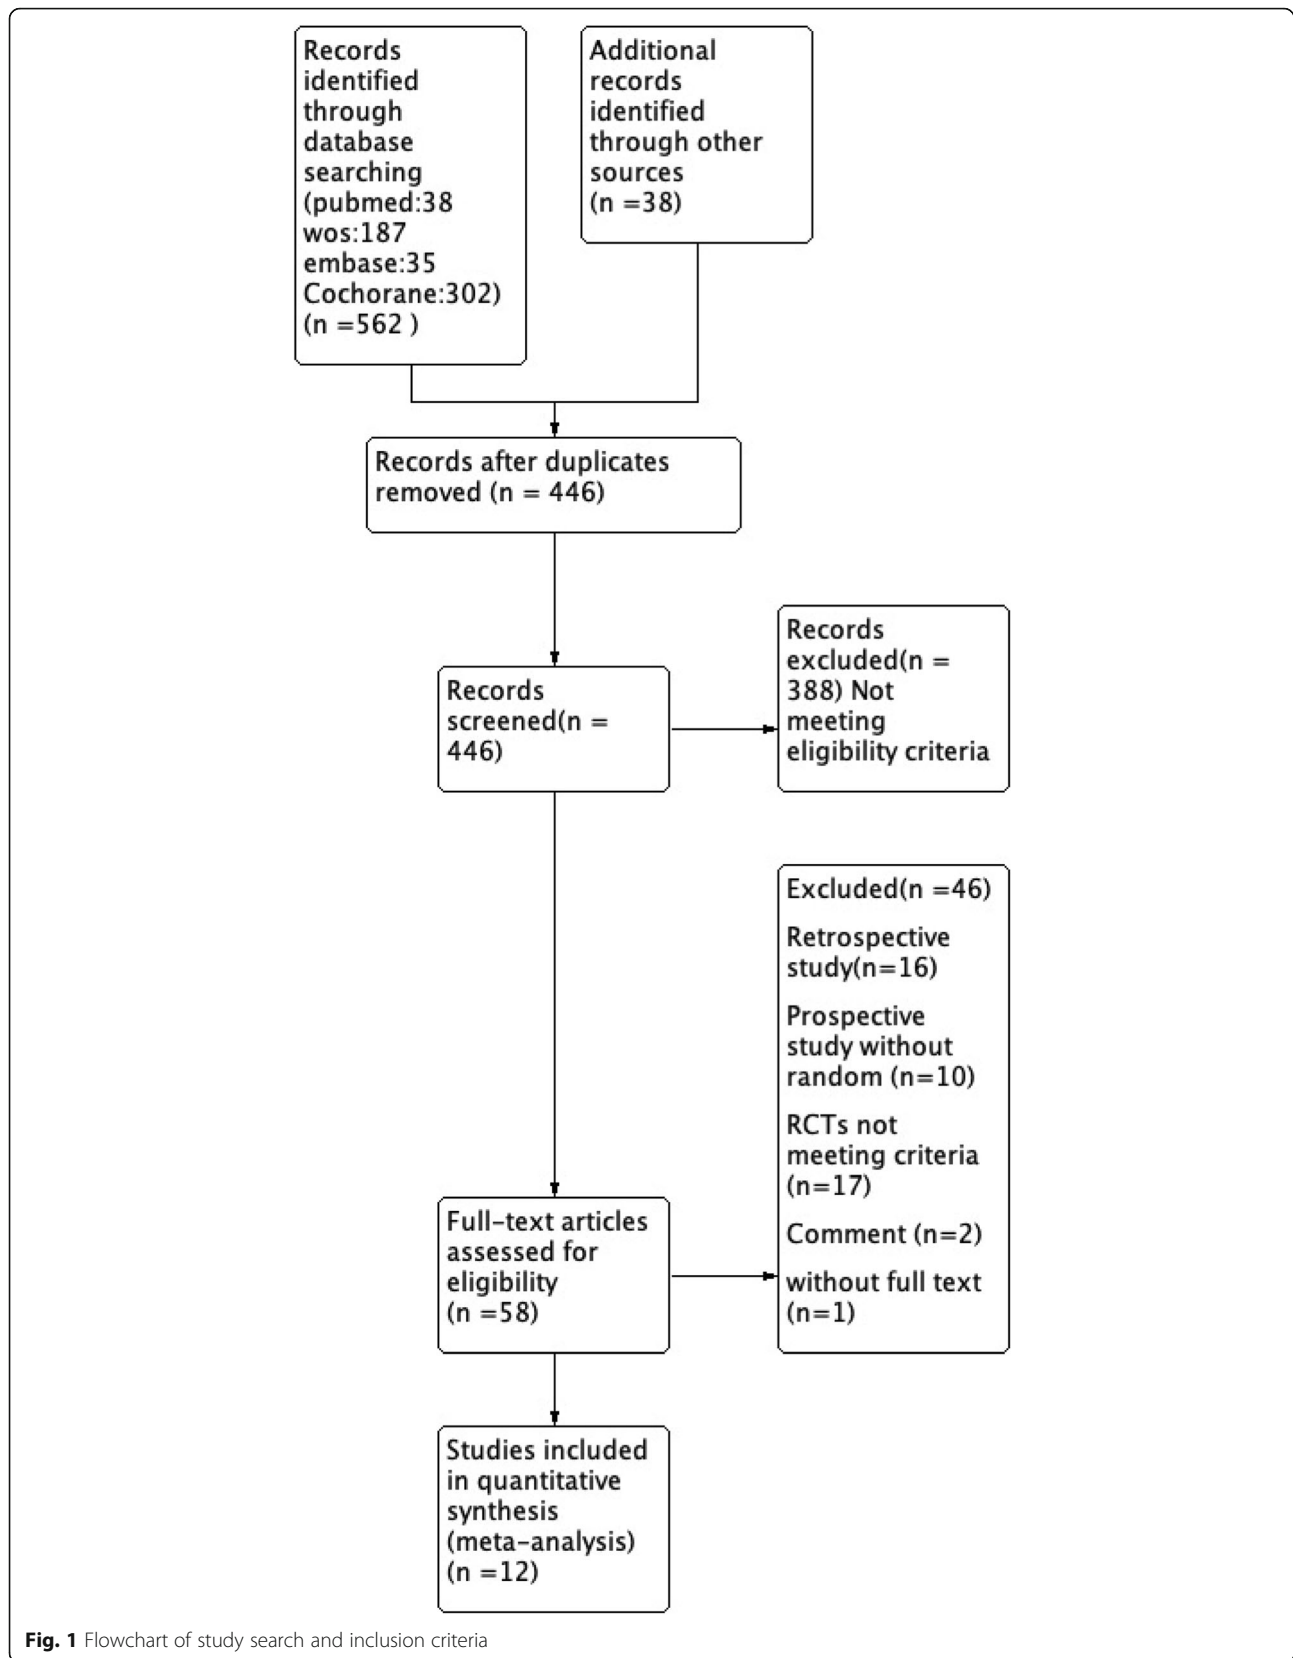 Records
identified
through
database
searching
(pubmed:38
wos:187
embase:35
Cochorane:302)
(n =562 )
Additional
records
identified
through other
sources
(n =38)
Records after duplicates
removed (n = 446)
Records
screened(n =
446)
Records
excluded(n =
388) Not
meeting
eligibility criteria
Excluded(n =46)
Retrospective
study(n=16)
Prospective
study without
random (n=10)
RCTs not
meeting criteria
(n=17)
Comment (n=2)
without full text
(n=1)
Full-text articles
assessed for
eligibility
(n =58)
Studies included
in quantitative
synthesis
(meta-analysis)
(n =12)
Fig. 1 Flowchart of study search and inclusion criteria